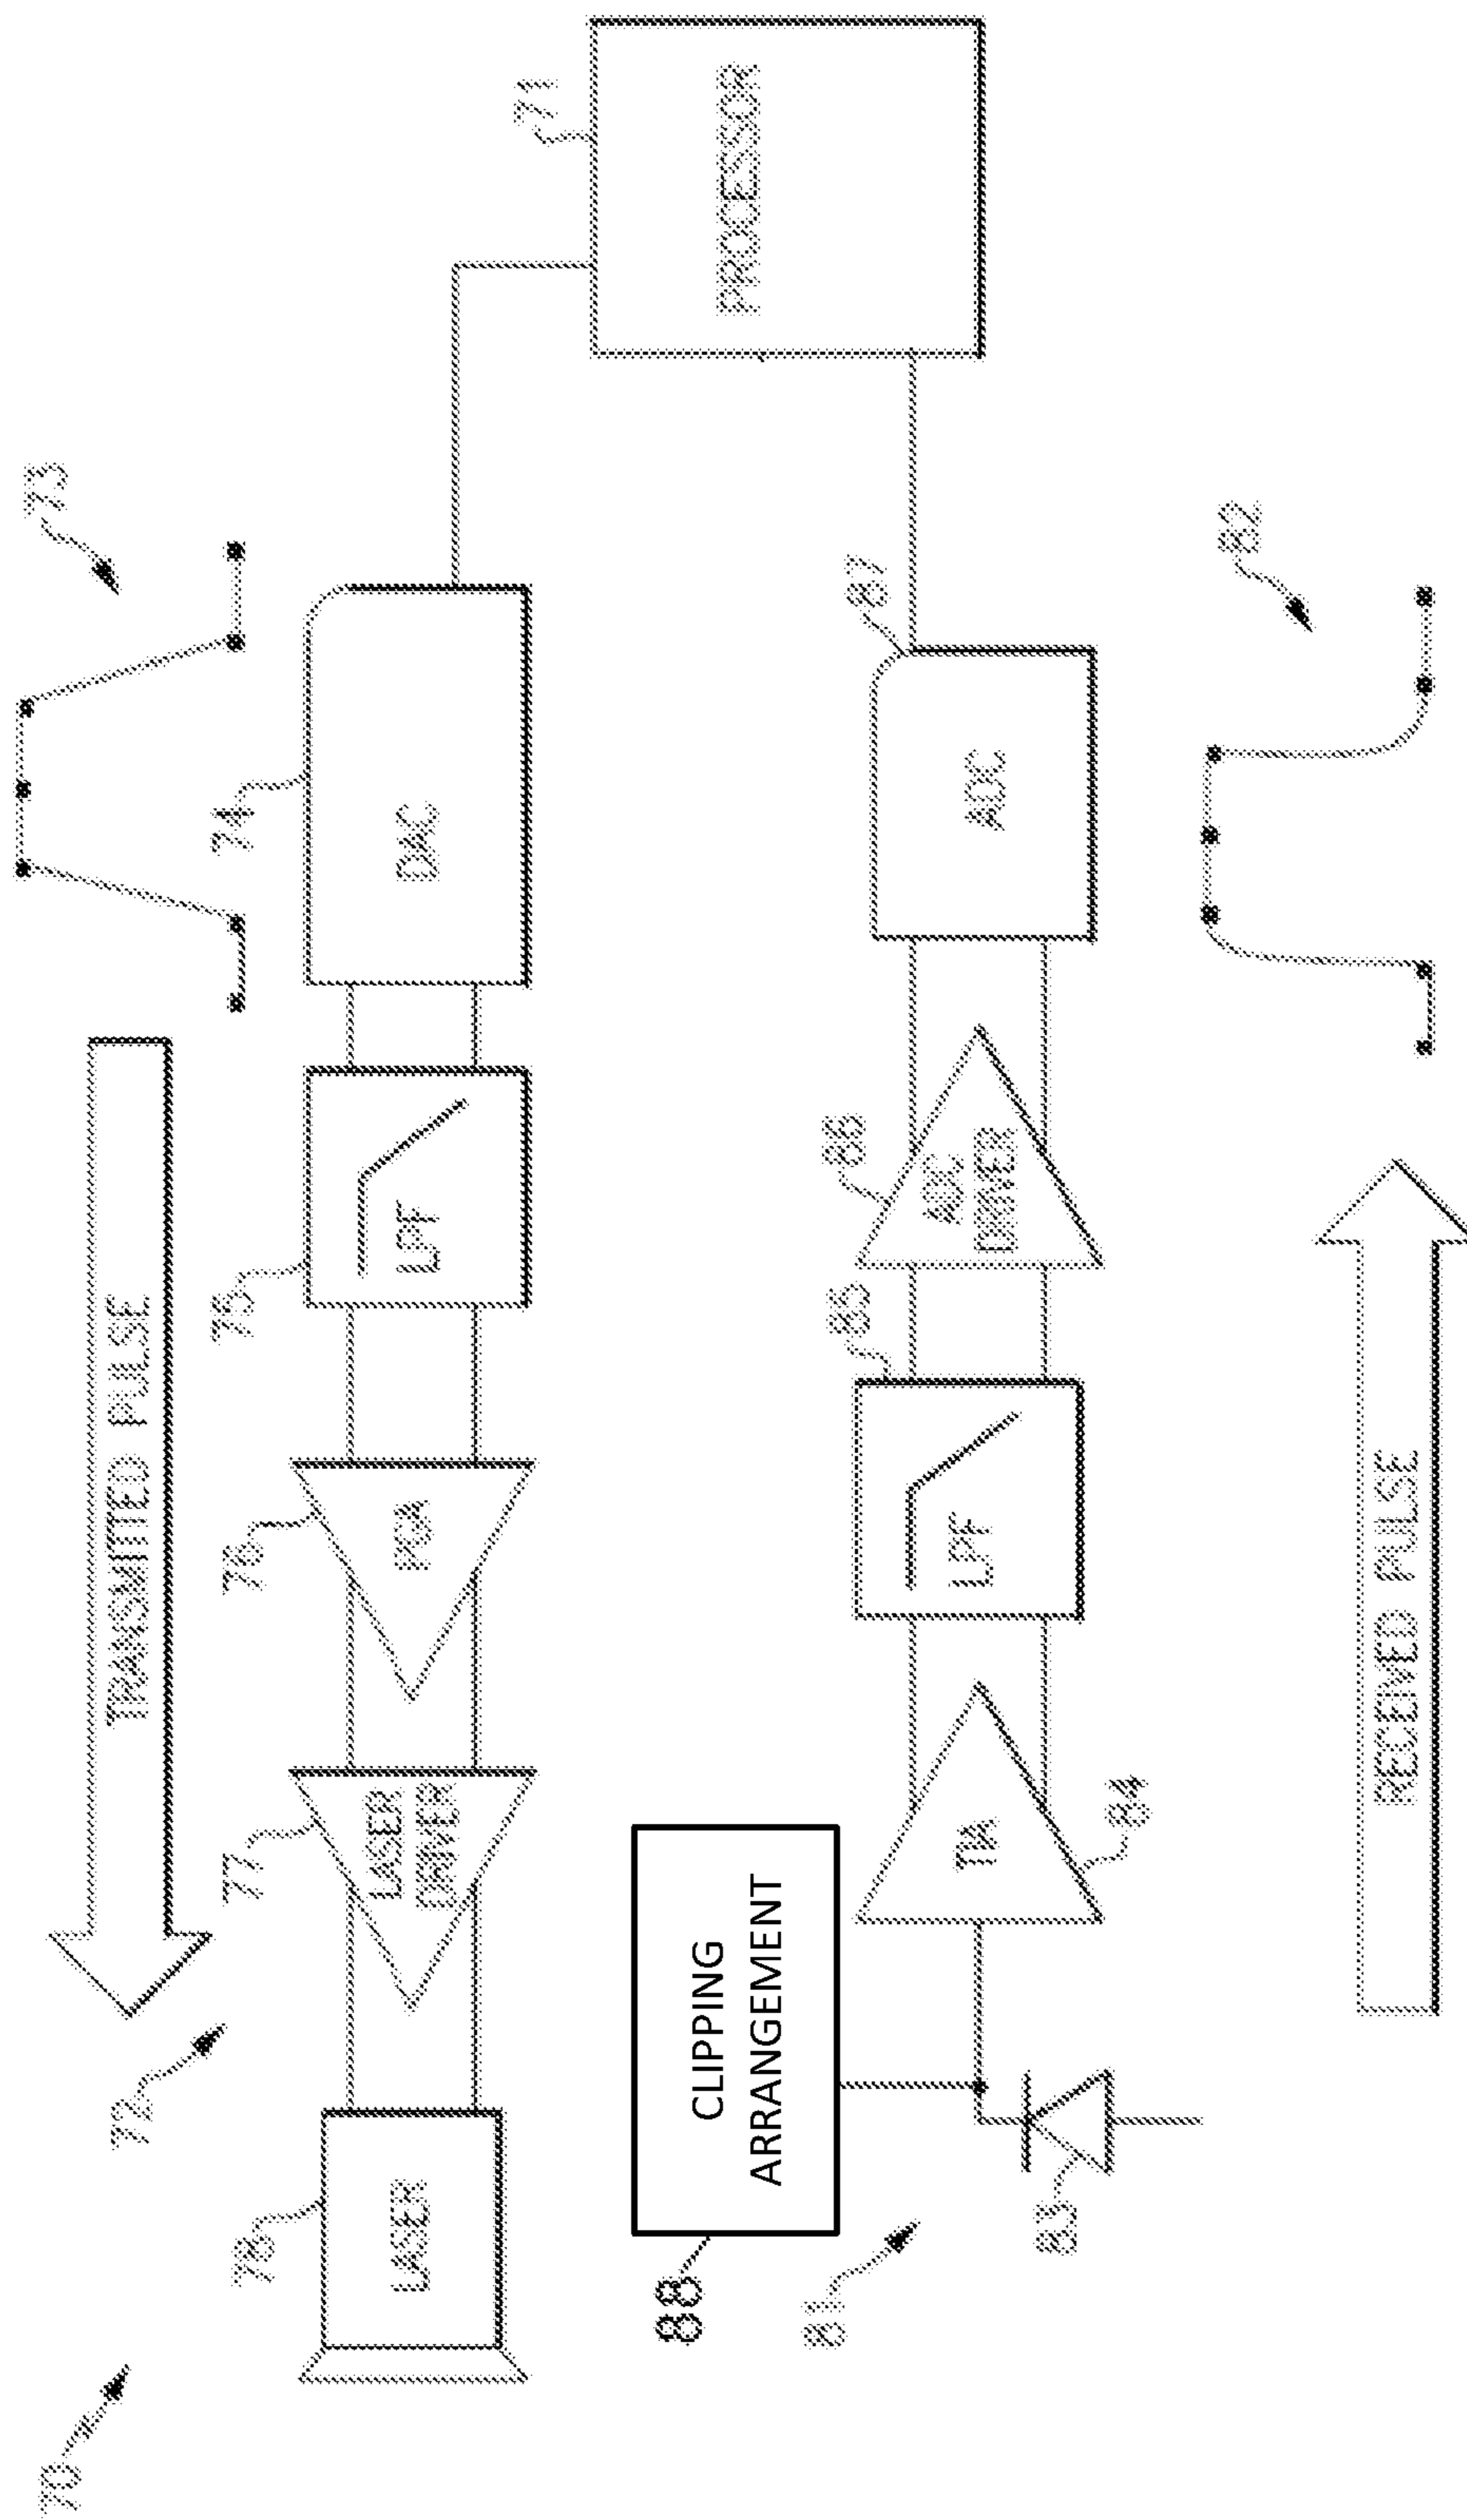 70
72
TRANSMITTED PULSE
73
78
LASER
77
LASER
DRIVER
76
PGA
75
LPF
74
DAC
71
PROCESSOR
88
CLIPPING
ARRANGEMENT
81
83
TIA
84
85
LPF
86
ADC
DRIVER
87
ADC
82
RECEIVED PULSE